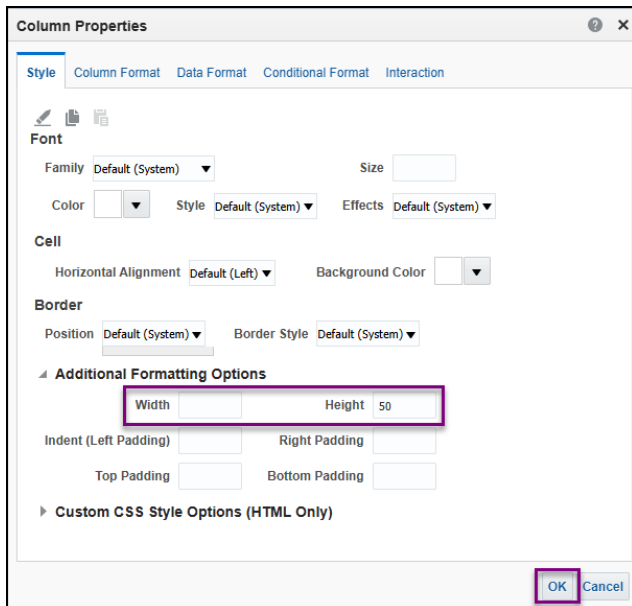 Column Properties
Style Column Format Data Format Conditional Format Interaction
Font
Family Default (System) Size
Color Style Default (System) Effects Default (System)
Cell
Horizontal Alignment Default (Left) Background Color
Border
Position Default (System) Border Style Default (System)
Additional Formatting Options
Width Height 50
Indent (Left Padding) Right Padding
Top Padding Bottom Padding
Custom CSS Style Options (HTML Only)
OK Cancel